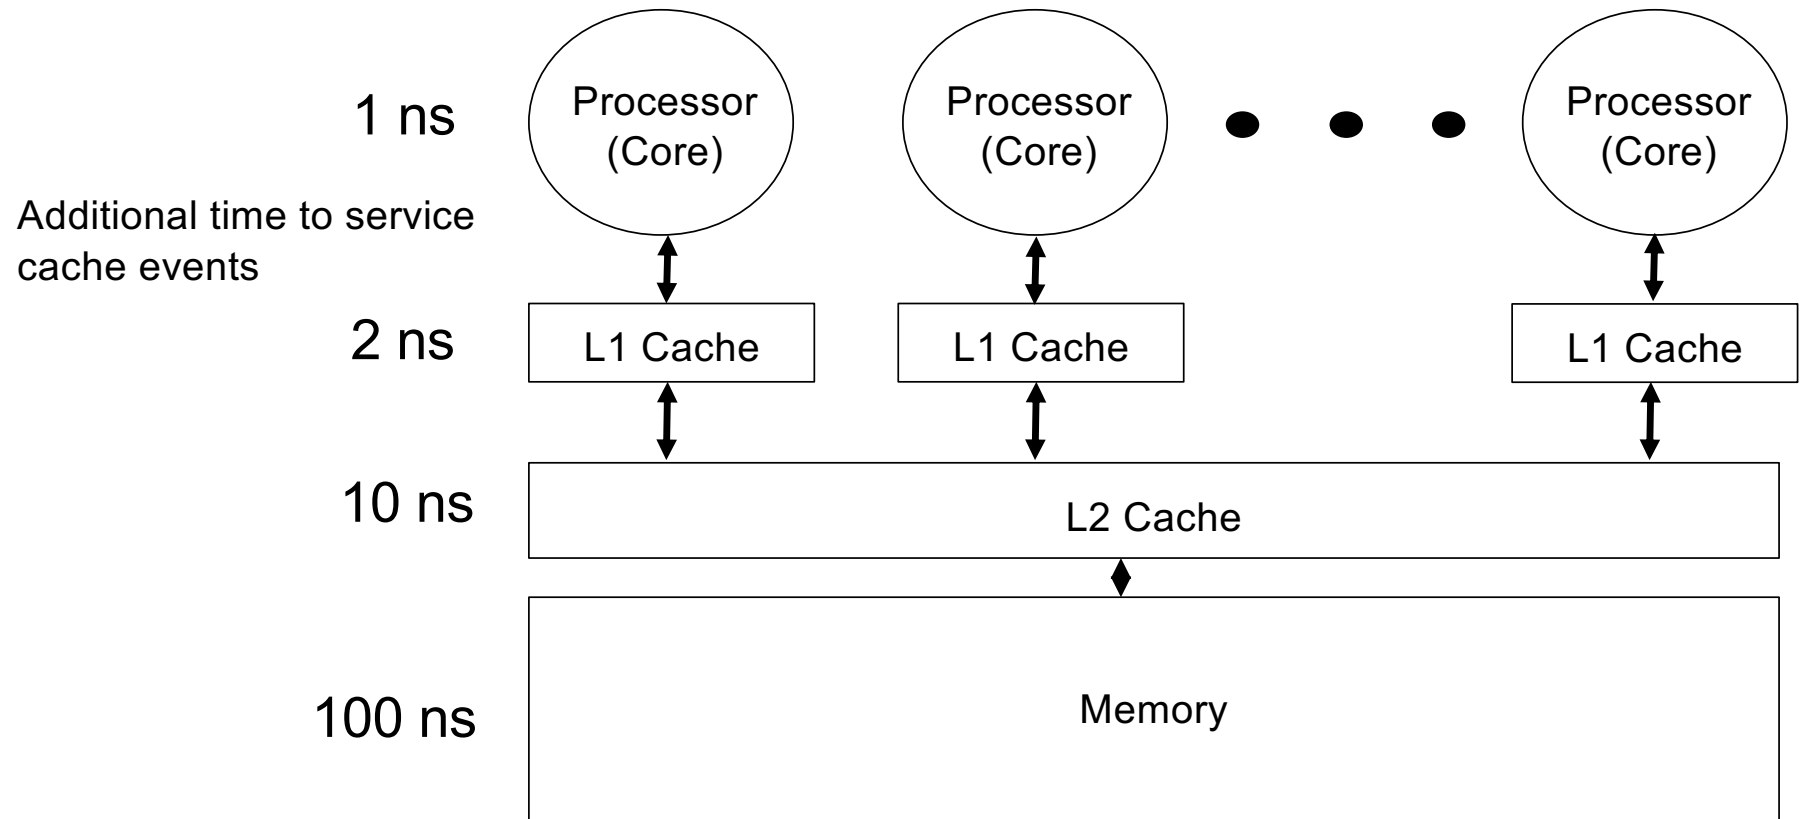 1 ns
Processor
(Core)
Processor
(Core)
Processor
(Core)
Additional time to service
cache events
2 ns
L1 Cache
L1 Cache
L1 Cache
10 ns
L2 Cache
100 ns
Memory